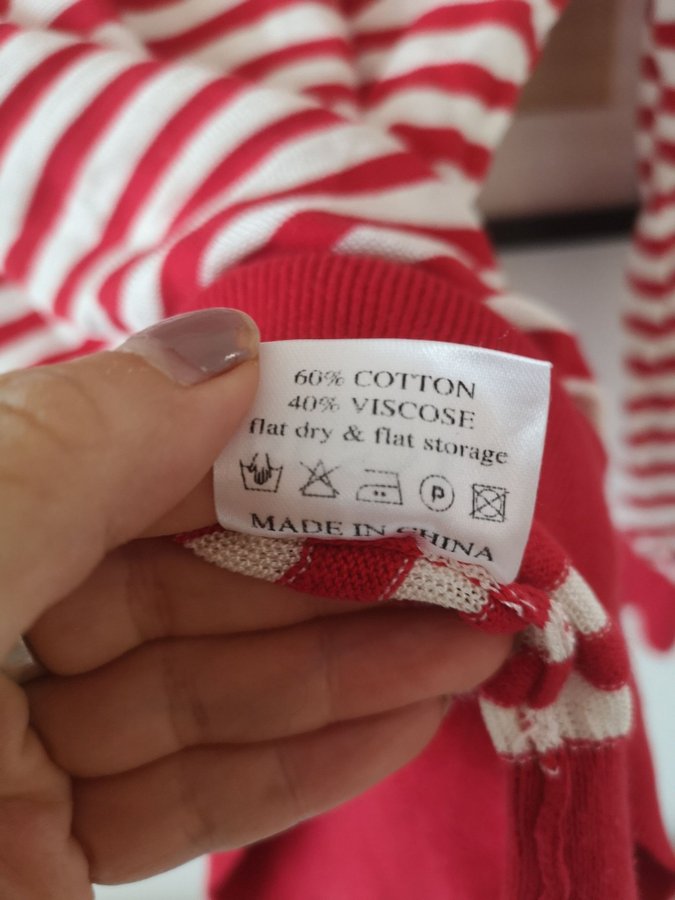 60% COTTON
40% VISCOSE
flat dry & flat storage
P
MADE IN CHINA